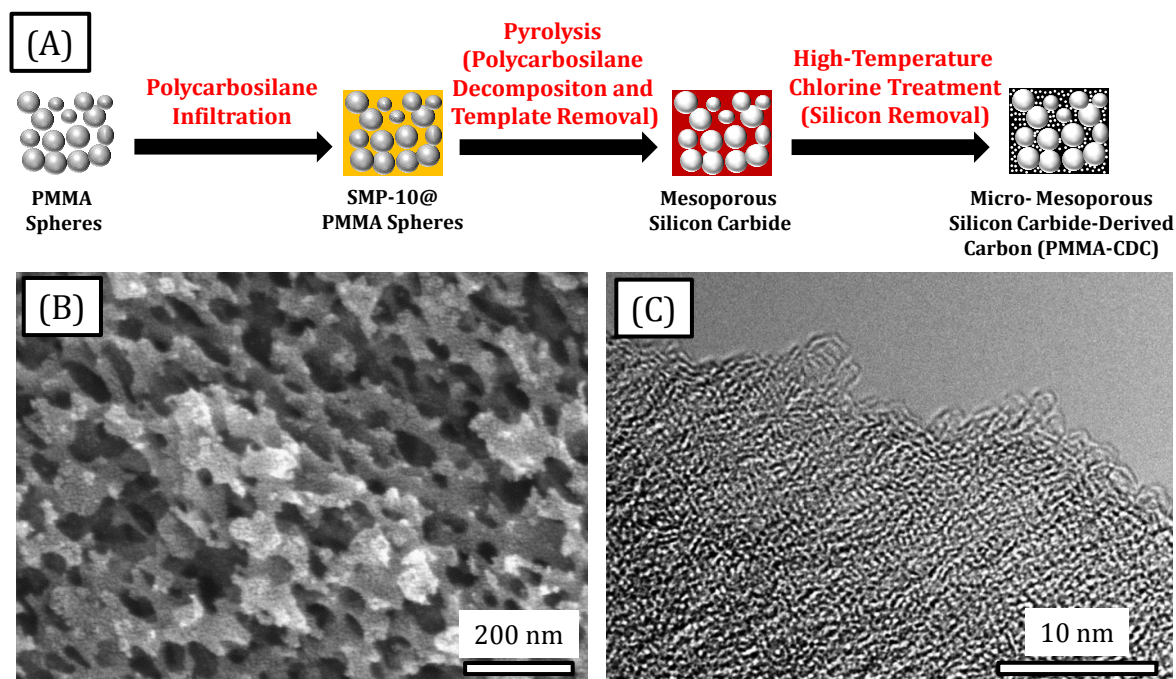 (A)
Polycarbosilane
Infiltration
Pyrolysis
(Polycarbosilane
Decompositon and
Template Removal)
High-Temperature
Chlorine Treatment
(Silicon Removal)
PMMA
Spheres
SMP-10@
PMMA Spheres
Mesoporous
Silicon Carbide
Micro- Mesoporous
Silicon Carbide-Derived
Carbon (PMMA-CDC)
(B)
200 nm
(C)
10 nm